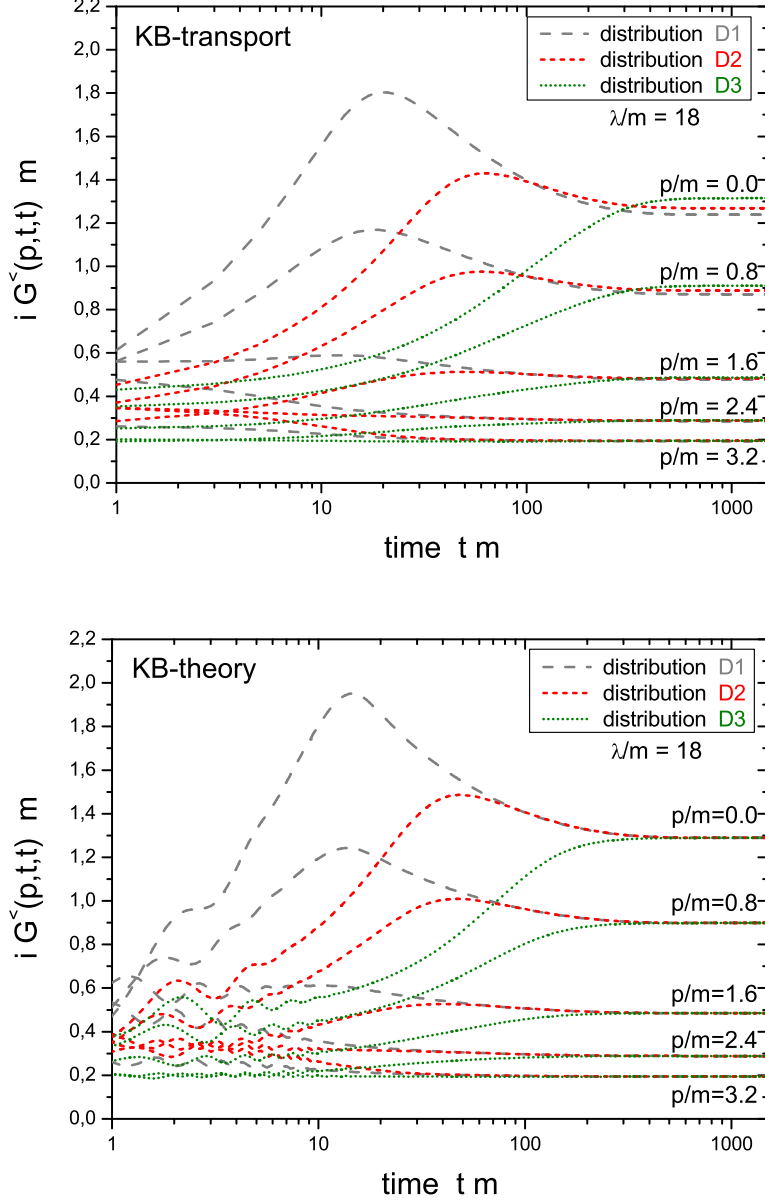 KB-transport
distribution D1
distribution D2
distribution D3
λ/m = 18
2,2
2,0
1,8
1,6
1,4
1,2
1,0
0,8
0,6
0,4
0,2
0,0
i G<(p,t,t) m
p/m = 0.0
p/m = 0.8
p/m = 1.6
p/m = 2.4
p/m = 3.2
1 10 100 1000
time t m
KB-theory
distribution D1
distribution D2
distribution D3
λ/m = 18
2,2
2,0
1,8
1,6
1,4
1,2
1,0
0,8
0,6
0,4
0,2
0,0
i G<(p,t,t) m
p/m=0.0
p/m=0.8
p/m=1.6
p/m=2.4
p/m=3.2
1 10 100 1000
time t m